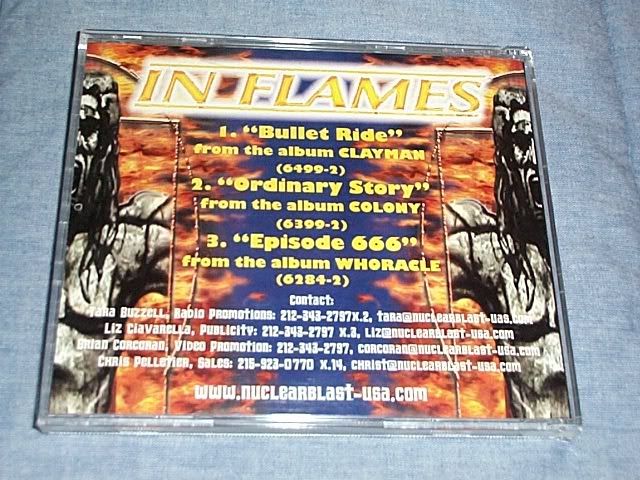 IN FLAMES
1. "Bullet Ride"
from the album CLAYMAN
(6499-2)
2. "Ordinary Story"
from the album COLONY
(6399-2)
3. "Episode 666"
from the album WHORACLE
(6284-2)
Contact:
Tara Buzzell, Radio Promotions: 212-343-2797x.2, tara@nuclearblast-uas.com
Liz Ciavarella, Publicity: 212-343-2797 x.3, liz@nuclearblast-usa.com
Brian Corcoran, Video Promotion: 212-343-2797, corcoran@nuclearblast-usa.com
Chris Pelletier, Sales: 215-923-0770 x.14, christ@nuclearblast-usa.com
www.nuclearblast-usa.com